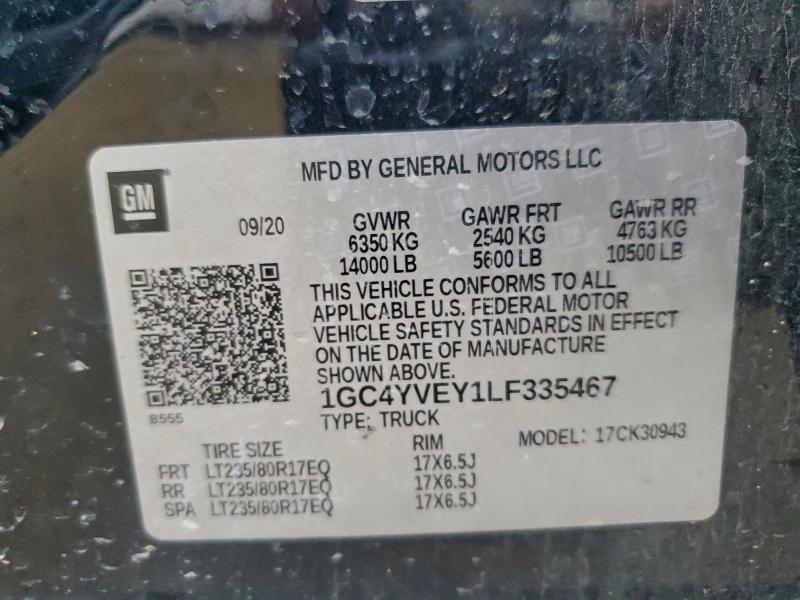 MFD BY GENERAL MOTORS LLC
GM
09/20
GVWR GAWR FRT GAWR RR
6350 KG 2540 KG 4763 KG
14000 LB 5600 LB 10500 LB
THIS VEHICLE CONFORMS TO ALL
APPLICABLE U.S. FEDERAL MOTOR
VEHICLE SAFETY STANDARDS IN EFFECT
ON THE DATE OF MANUFACTURE
SHOWN ABOVE.
1GC4YVEY1LF335467
8555
TYPE: TRUCK
MODEL: 17CK30943
TIRE SIZE RIM
FRT LT235/80R17EQ 17X6.5J
RR LT235/80R17EQ 17X6.5J
SPA LT235/80R17EQ 17X6.5J